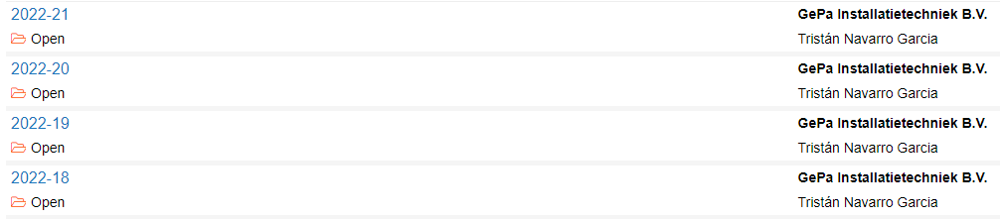 2022-21 GePa Installatietechniek B.V.
Open Tristán Navarro Garcia
2022-20 GePa Installatietechniek B.V.
Open Tristán Navarro Garcia
2022-19 GePa Installatietechniek B.V.
Open Tristán Navarro Garcia
2022-18 GePa Installatietechniek B.V.
Open Tristán Navarro Garcia